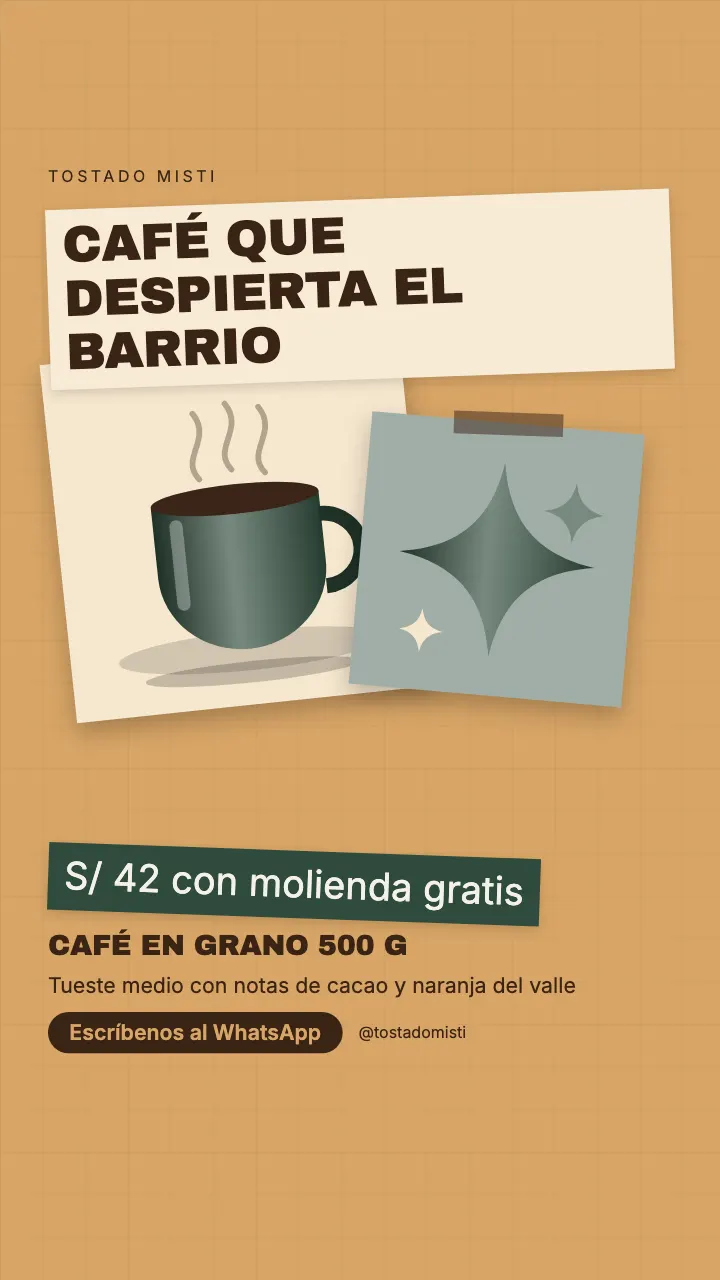 TOSTADO MISTI
CAFÉ QUE
DESPIERTA EL
BARRIO
S/ 42 con molienda gratis
CAFÉ EN GRANO 500 G
Tueste medio con notas de cacao y naranja del valle
Escríbenos al WhatsApp
@tostadomisti